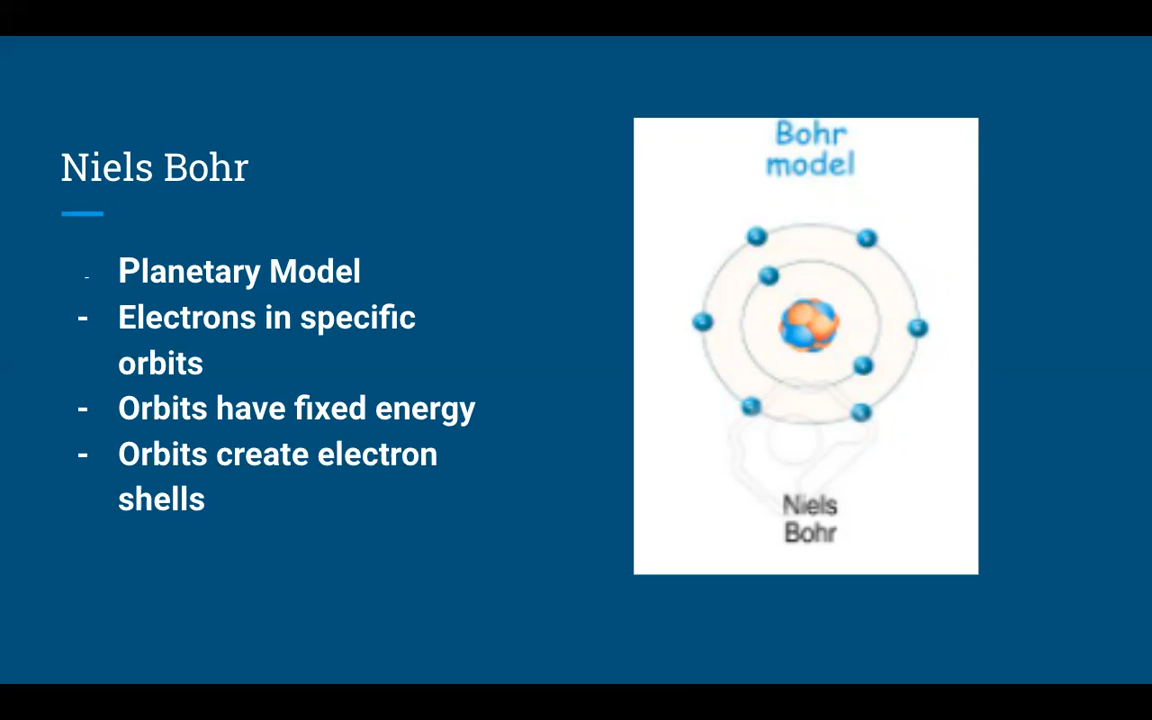 Niels Bohr
- Planetary Model
- Electrons in specific
orbits
- Orbits have fixed energy
- Orbits create electron
shells
Bohr
model
Niels
Bohr